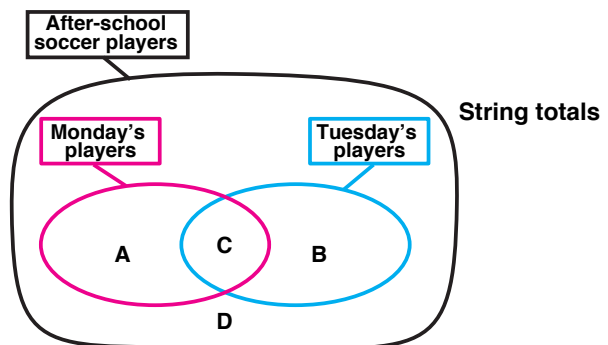 After-school
soccer players
String totals
Monday's
players
Tuesday's
players
A
C
B
D